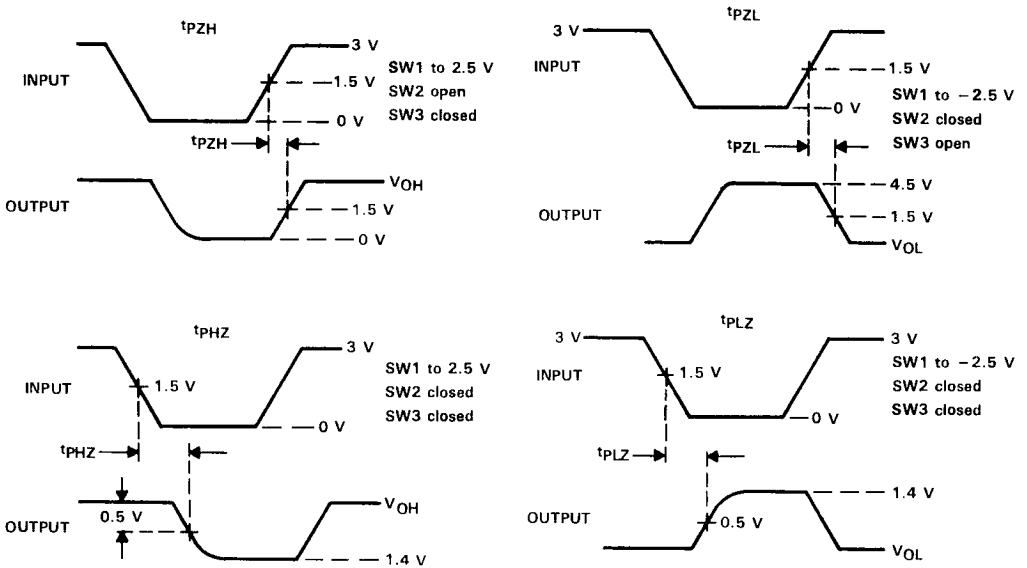 tPZH
INPUT
3 V
1.5 V
0 V
SW1 to 2.5 V
SW2 open
SW3 closed
tPZH
OUTPUT
VOH
1.5 V
0 V
tPZL
3 V
INPUT
1.5 V
0 V
SW1 to −2.5 V
SW2 closed
SW3 open
tPZL
OUTPUT
4.5 V
1.5 V
VOL
tPHZ
INPUT
3 V
1.5 V
0 V
SW1 to 2.5 V
SW2 closed
SW3 closed
tPHZ
OUTPUT
0.5 V
VOH
1.4 V
tPLZ
3 V
INPUT
3 V
1.5 V
0 V
SW1 to −2.5 V
SW2 closed
SW3 closed
tPLZ
OUTPUT
1.4 V
0.5 V
VOL